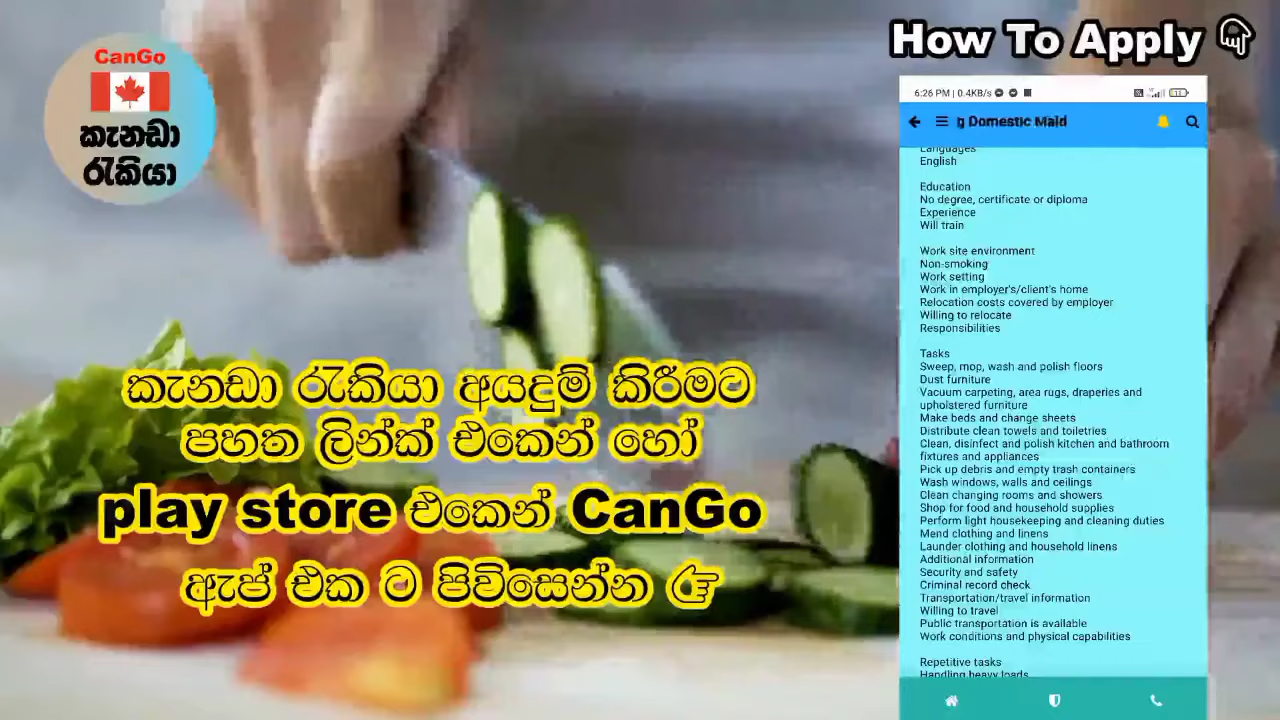 CanGo
කැනඩා
රැකියා
කැනඩා රැකියා අයදුම් කිරීමට
පහත ලින්ක් එකෙන් හෝ
play store එකෙන් CanGo
ඇප් එක ට පිවිසෙන්න
How To Apply
6:26 PM | 0.4KB/s
g Domestic Maid
Languages
English
Education
No degree, certificate or diploma
Experience
Will train
Work site environment
Non-smoking
Work setting
Work in employer's/client's home
Relocation costs covered by employer
Willing to relocate
Responsibilities
Tasks
Sweep, mop, wash and polish floors
Dust furniture
Vacuum carpeting, area rugs, draperies and
upholstered furniture
Make beds and change sheets
Distribute clean towels and toiletries
Clean, disinfect and polish kitchen and bathroom
fixtures and appliances
Pick up debris and empty trash containers
Wash windows, walls and ceilings
Clean changing rooms and showers
Shop for food and household supplies
Perform light housekeeping and cleaning duties
Mend clothing and linens
Launder clothing and household linens
Additional information
Security and safety
Criminal record check
Transportation/travel information
Willing to travel
Public transportation is available
Work conditions and physical capabilities
Repetitive tasks
Handling heavy loads